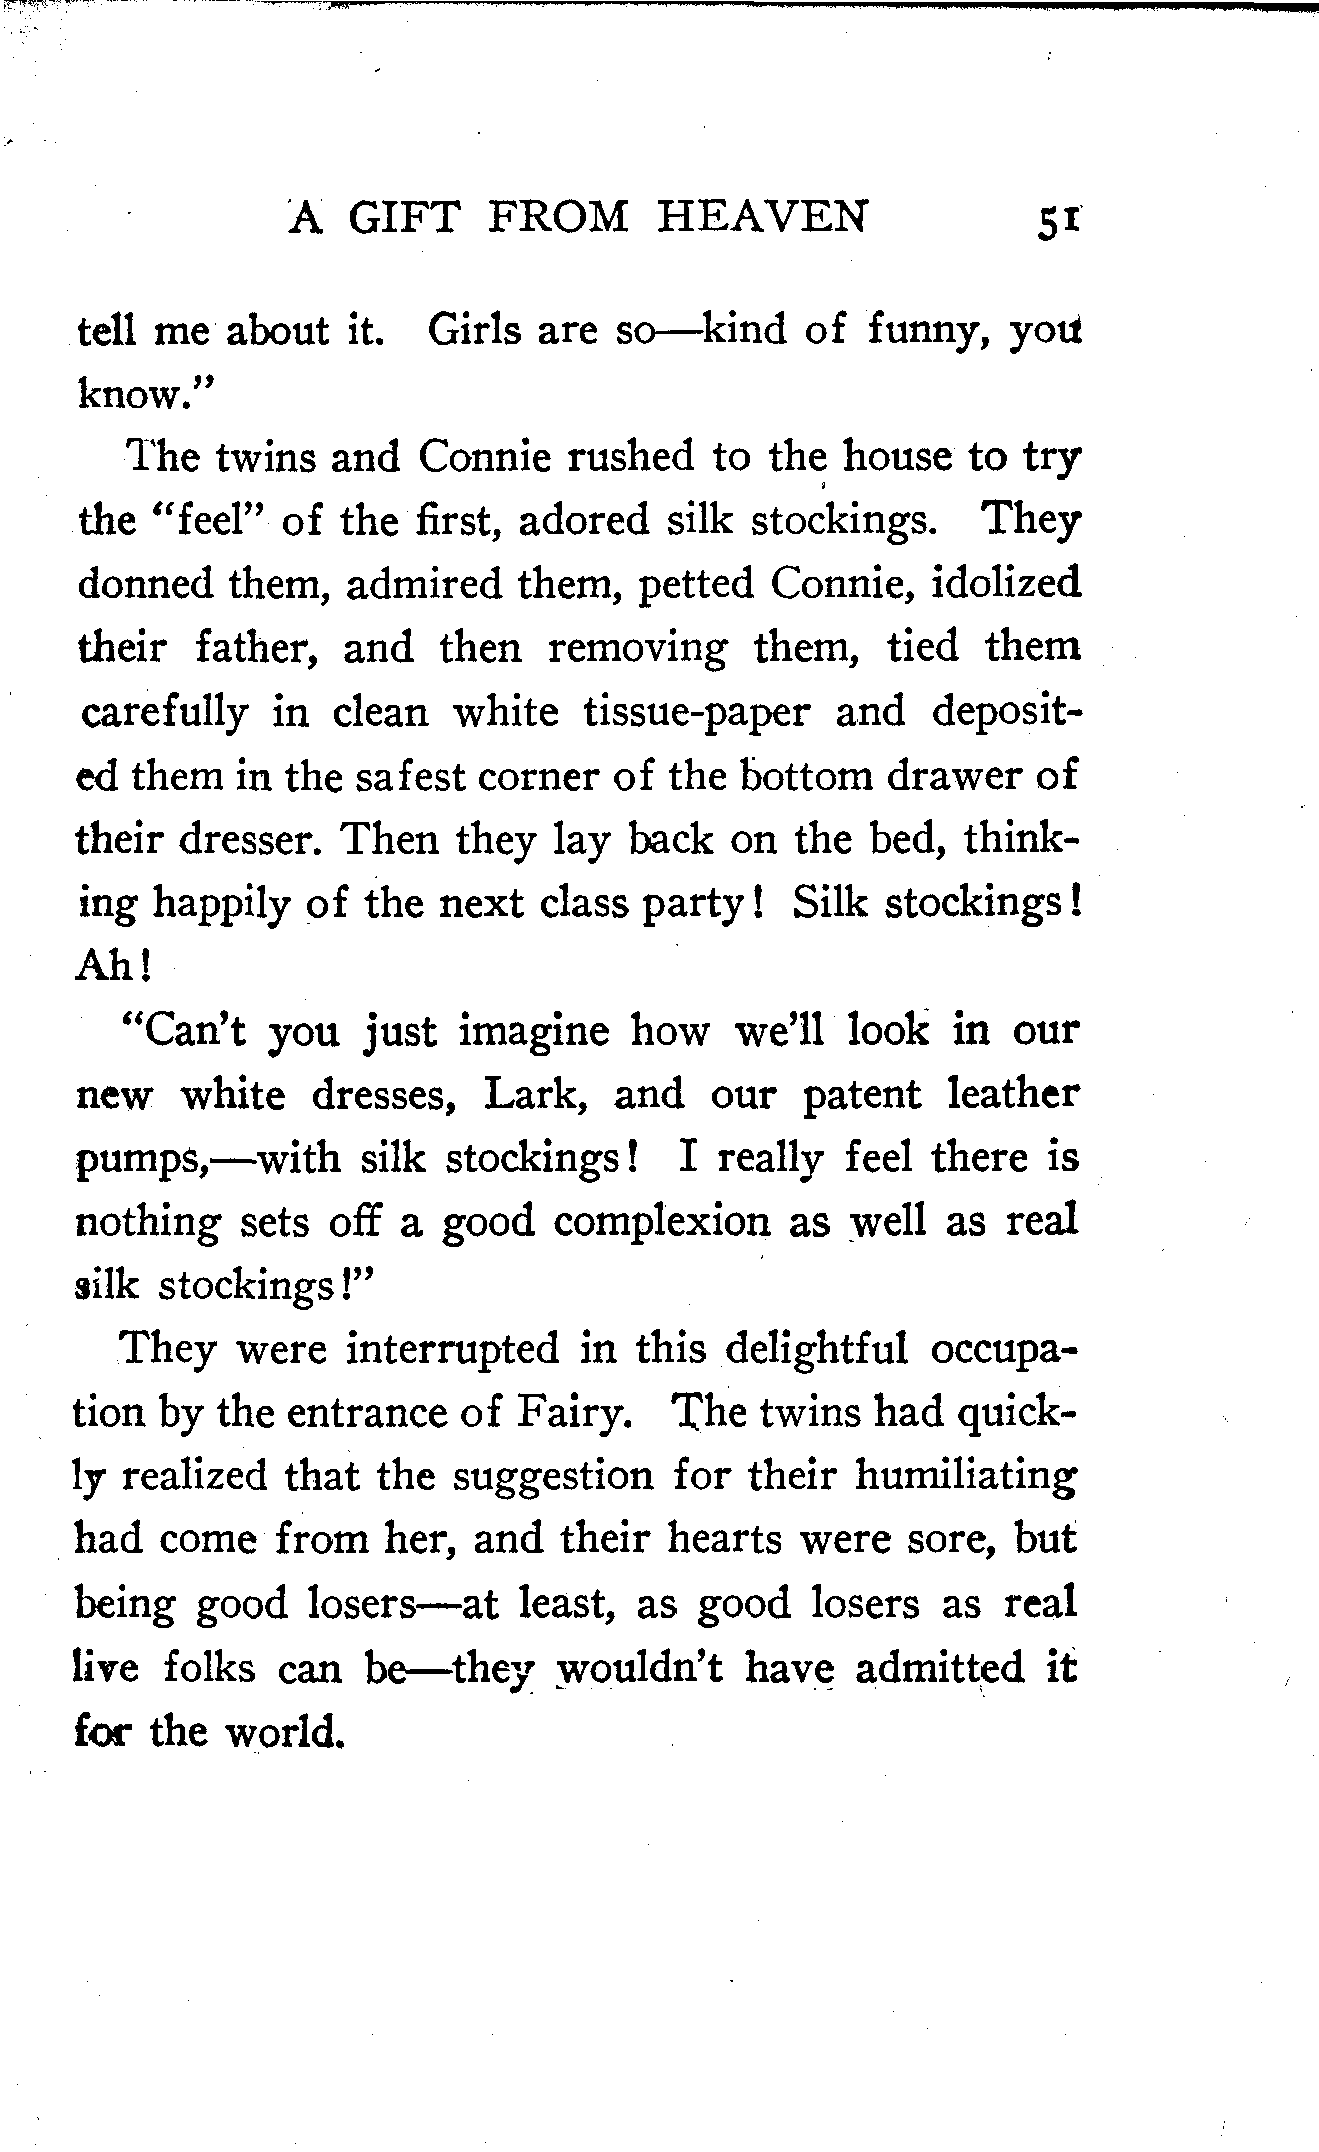 A GIFT FROM HEAVEN 51
tell me about it. Girls are so—kind of funny, you
know."
The twins and Connie rushed to the house to try
the "feel" of the first, adored silk stockings. They
donned them, admired them, petted Connie, idolized
their father, and then removing them, tied them
carefully in clean white tissue-paper and deposit-
ed them in the safest corner of the bottom drawer of
their dresser. Then they lay back on the bed, think-
ing happily of the next class party! Silk stockings!
Ah!
"Can't you just imagine how we'll look in our
new white dresses, Lark, and our patent leather
pumps,—with silk stockings! I really feel there is
nothing sets off a good complexion as well as real
silk stockings!"
They were interrupted in this delightful occupa-
tion by the entrance of Fairy. The twins had quick-
ly realized that the suggestion for their humiliating
had come from her, and their hearts were sore, but
being good losers—at least, as good losers as real
live folks can be—they wouldn't have admitted it
for the world.